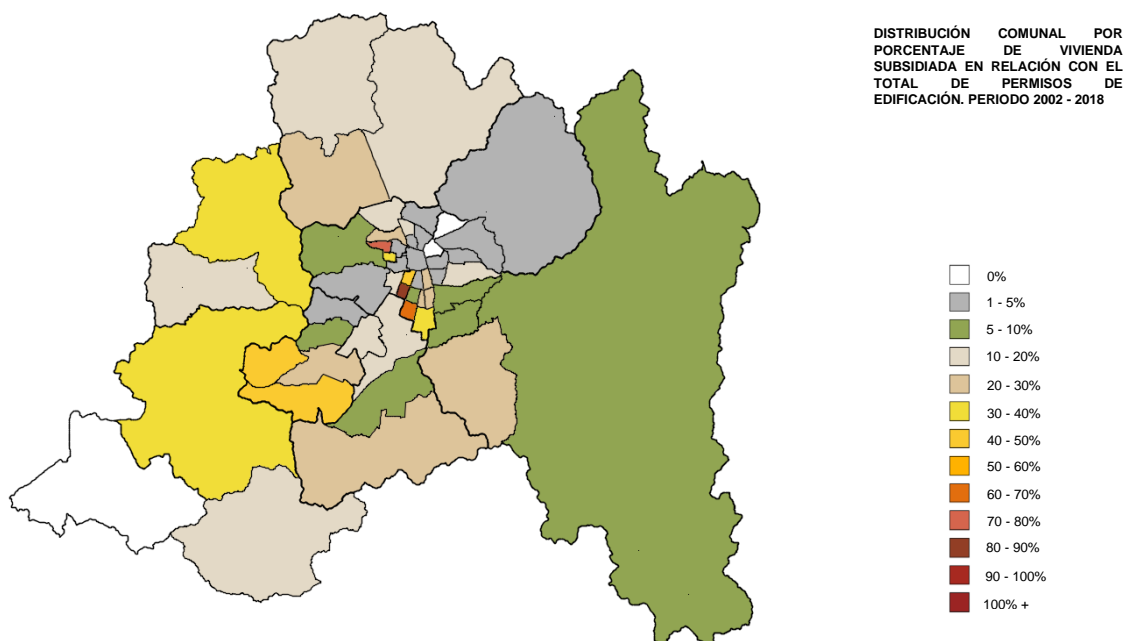 DISTRIBUCIÓN COMUNAL POR
PORCENTAJE DE VIVIENDA
SUBSIDIADA EN RELACIÓN CON EL
TOTAL DE PERMISOS DE
EDIFICACIÓN. PERIODO 2002 - 2018
0%
1 - 5%
5 - 10%
10 - 20%
20 - 30%
30 - 40%
40 - 50%
50 - 60%
60 - 70%
70 - 80%
80 - 90%
90 - 100%
100% +